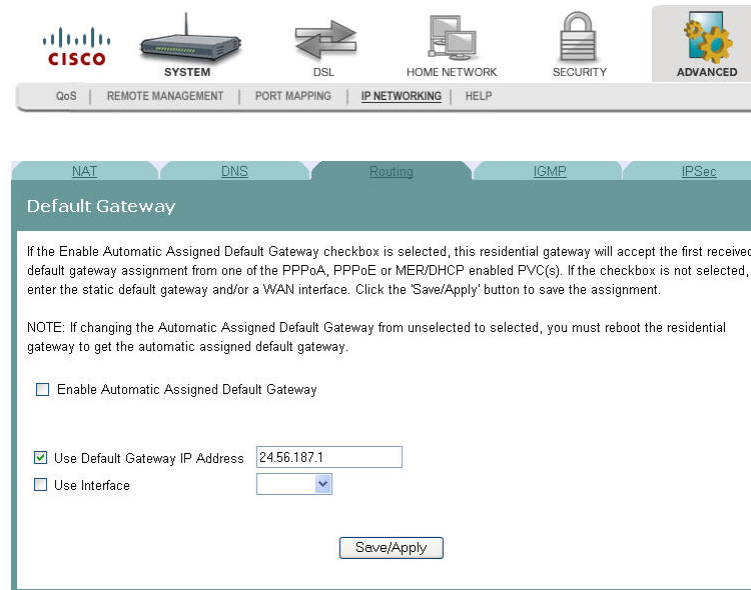 CISCO
SYSTEM
DSL
HOME NETWORK
SECURITY
ADVANCED
QoS | REMOTE MANAGEMENT | PORT MAPPING | IP NETWORKING | HELP
NAT
DNS
Routing
IGMP
IPSec
Default Gateway
If the Enable Automatic Assigned Default Gateway checkbox is selected, this residential gateway will accept the first received
default gateway assignment from one of the PPPoA, PPPoE or MER/DHCP enabled PVC(s). If the checkbox is not selected,
enter the static default gateway and/or a WAN interface. Click the 'Save/Apply' button to save the assignment.
NOTE: If changing the Automatic Assigned Default Gateway from unselected to selected, you must reboot the residential
gateway to get the automatic assigned default gateway.
Enable Automatic Assigned Default Gateway
Use Default Gateway IP Address 24.56.187.1
Use Interface
Save/Apply